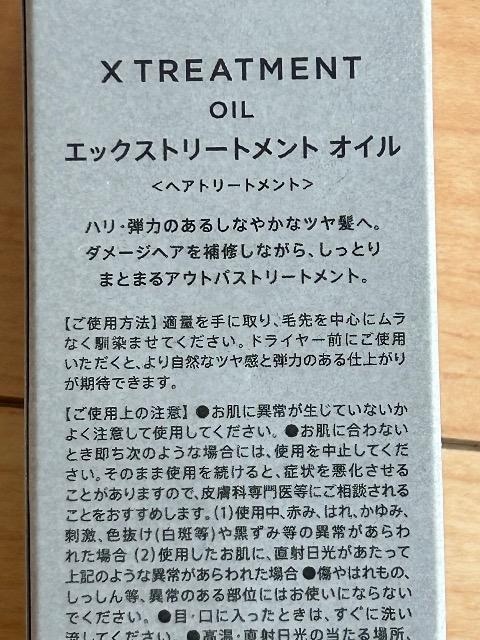 X TREATMENT
OIL
エックストリートメント オイル
<ヘアトリートメント>
ハリ・弾力のあるしなやかなツヤ髪へ。
ダメージヘアを補修しながら、しっとり
まとまるアウトバストリートメント。
【ご使用方法】適量を手に取り、毛先を中心にムラ
なく馴染ませてください。ドライヤー前にご使用
いただくと、より自然なツヤ感と弾力のある仕上がり
が期待できます。
【ご使用上の注意】●お肌に異常が生じていないか
よく注意して使用してください。●お肌に合わない
とき即ち次のような場合には、使用を中止してくだ
さい。そのまま使用を続けると、症状を悪化させる
ことがありますので、皮膚科専門医等にご相談される
ことをおすすめします。(1)使用中、赤み、はれ、かゆみ、
刺激、色抜け(白斑等)や黒ずみ等の異常があらわ
れた場合 (2)使用したお肌に、直射日光があたって
上記のような異常があらわれた場合●傷やはれもの、
しっしん等、異常のある部位にはお使いにならない
でください。●目・口に入ったときは、すぐに洗い
流してください。●高温・直射日光の当たる場所、